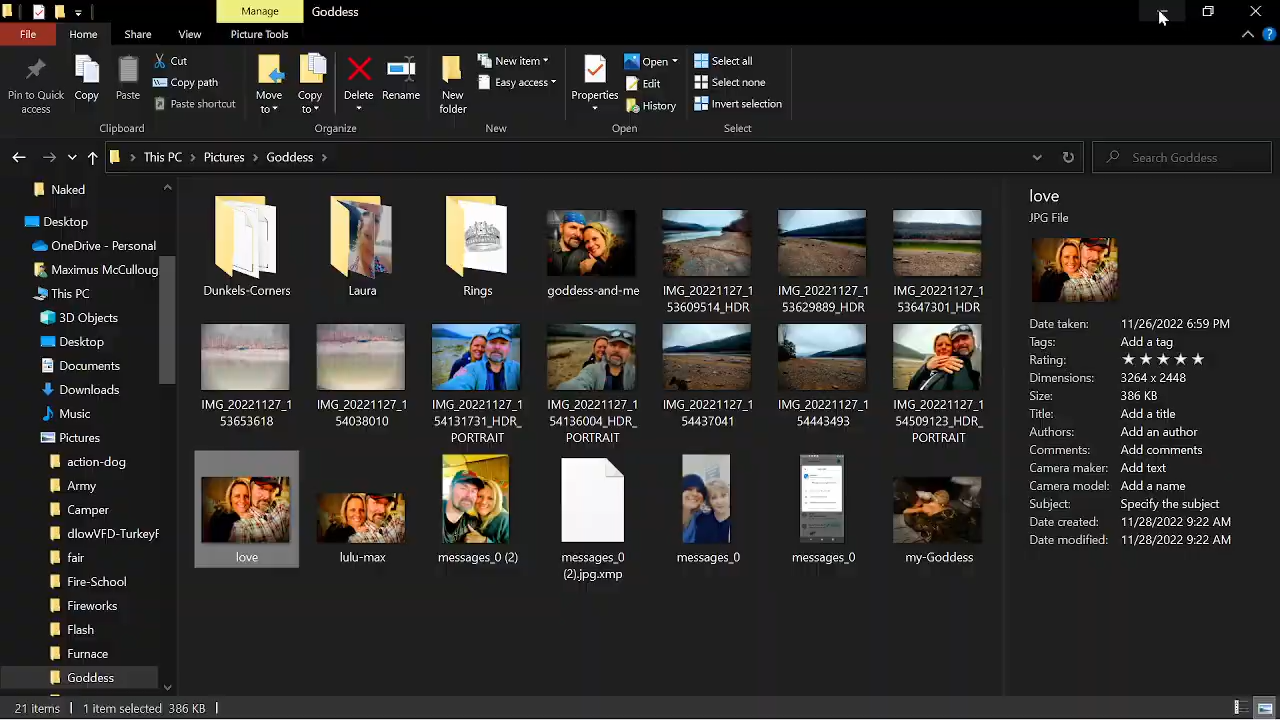 Manage
Goddess
File
Home
Share
View
Picture Tools
Pin to Quick
access
Copy
Paste
Cut
Copy path
Paste shortcut
Move
to
Copy
to
Delete
Rename
New
folder
New item
Easy access
Properties
Open
Edit
History
Select all
Select none
Invert selection
Clipboard
Organize
New
Open
Select
This PC
Pictures
Goddess
Search Goddess
Naked
Desktop
OneDrive - Personal
Maximus McCulloug
This PC
3D Objects
Desktop
Documents
Downloads
Music
Pictures
action-dog
Army
Camper
dlowVFD-TurkeyF
fair
Fire-School
Fireworks
Flash
Furnace
Goddess
Dunkels-Corners
Laura
Rings
goddess-and-me
IMG_20221127_1
53609514_HDR
IMG_20221127_1
53629889_HDR
IMG_20221127_1
53647301_HDR
IMG_20221127_1
53653618
IMG_20221127_1
54038010
IMG_20221127_1
54131731_HDR_
PORTRAIT
IMG_20221127_1
54136004_HDR_
PORTRAIT
IMG_20221127_1
54437041
IMG_20221127_1
54443493
IMG_20221127_1
54509123_HDR_
PORTRAIT
love
lulu-max
messages_0 (2)
messages_0
(2).jpg.xmp
messages_0
messages_0
my-Goddess
love
JPG File
Date taken: 11/26/2022 6:59 PM
Tags: Add a tag
Rating:
Dimensions: 3264 x 2448
Size: 386 KB
Title: Add a title
Authors: Add an author
Comments: Add comments
Camera maker: Add text
Camera model: Add a name
Subject: Specify the subject
Date created: 11/28/2022 9:22 AM
Date modified: 11/28/2022 9:22 AM
21 items
1 item selected 386 KB